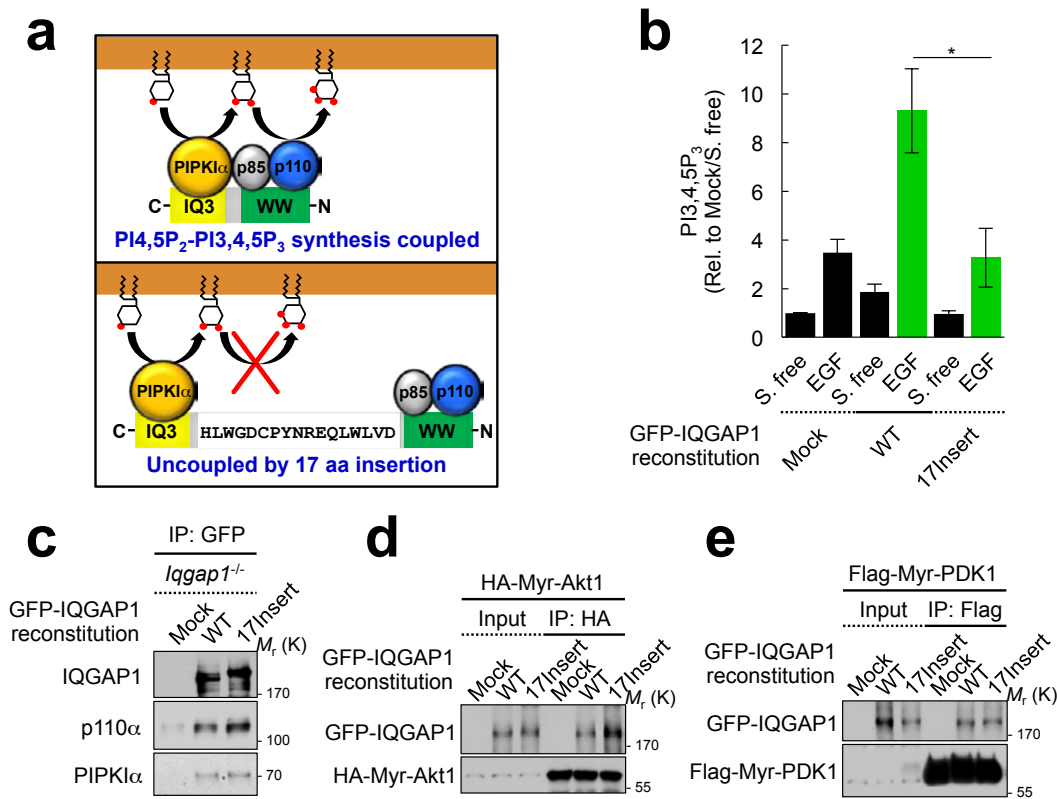 a
PIPKIα p85 p110
C- IQ3 WW -N
PI4,5P2-PI3,4,5P3 synthesis coupled
PIPKIα p85 p110
C- IQ3 HLWGDCPYNREQLWLVD WW -N
Uncoupled by 17 aa insertion
b
PI3,4,5P3
(Rel. to Mock/S. free)
12
10
8
6
4
2
0
*
S. free EGF S. free EGF S. free EGF
GFP-IQGAP1
reconstitution
Mock WT 17Insert
c
IP: GFP
Iqgap1-/-
GFP-IQGAP1
reconstitution
Mock WT 17Insert
Mr (K)
IQGAP1
170
p110α
100
PIPKIα
70
d
HA-Myr-Akt1
Input IP: HA
GFP-IQGAP1
reconstitution
Mock WT 17Insert Mock WT 17Insert
Mr (K)
GFP-IQGAP1
170
HA-Myr-Akt1
55
e
Flag-Myr-PDK1
Input IP: Flag
GFP-IQGAP1
reconstitution
Mock WT 17Insert Mock WT 17Insert
Mr (K)
GFP-IQGAP1
170
Flag-Myr-PDK1
55